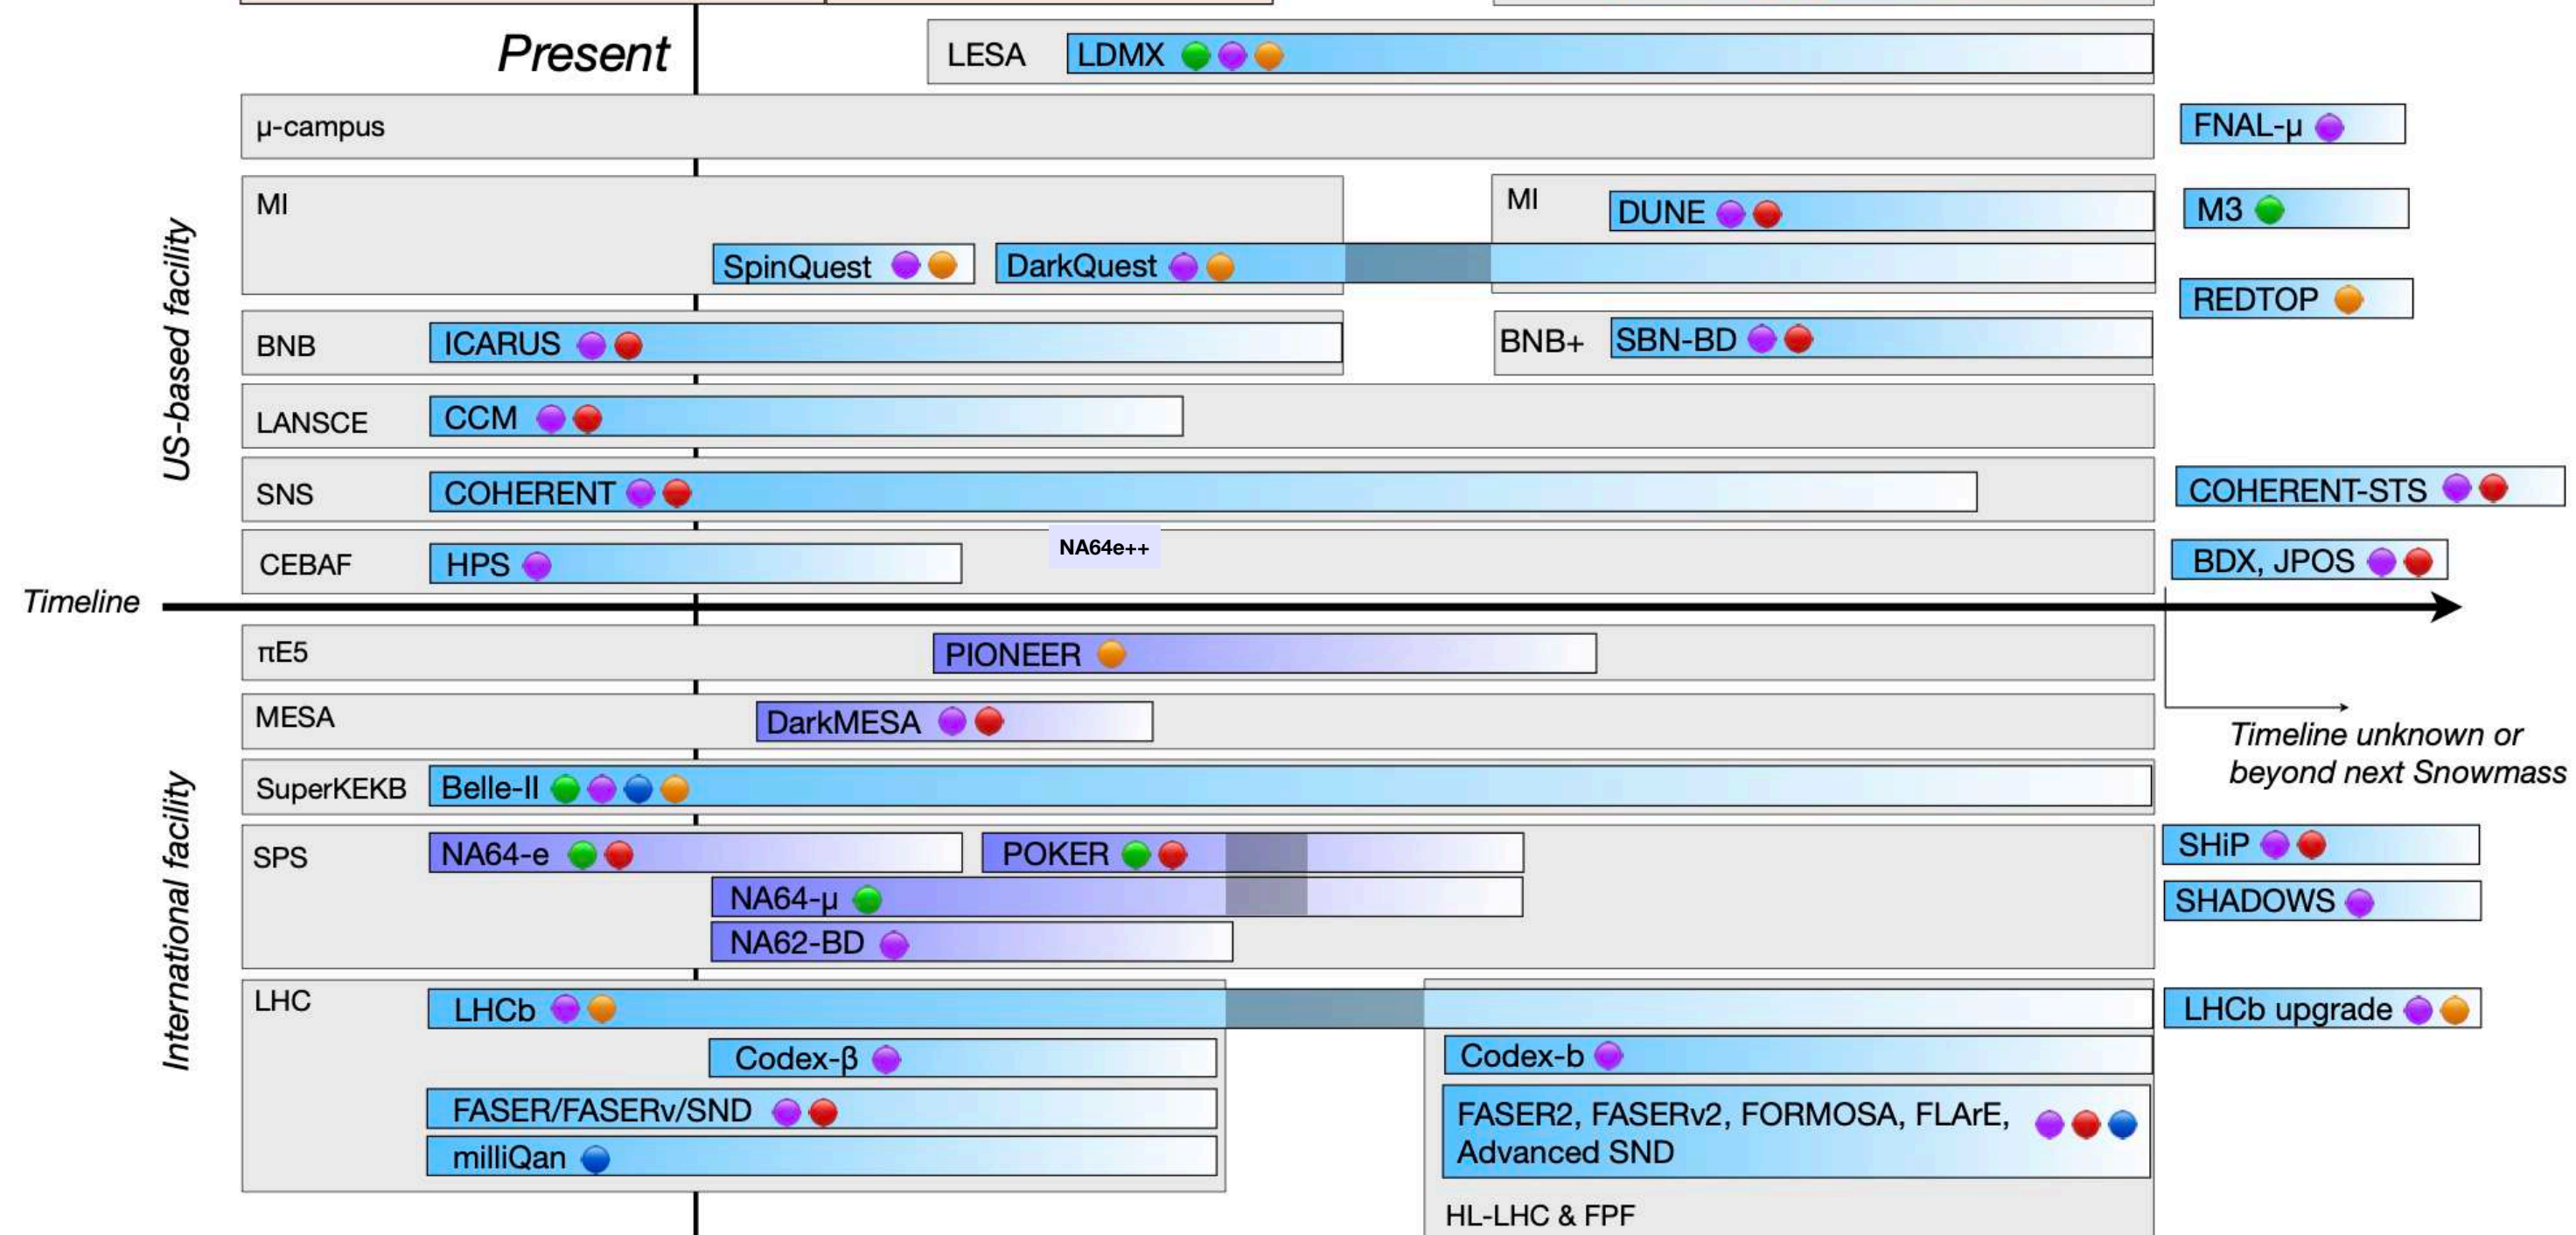 Present
LESA
LDMX
μ-campus
FNAL-μ
MI
MI
DUNE
M3
SpinQuest
DarkQuest
REDTOP
US-based facility
BNB
ICARUS
BNB+
SBN-BD
LANSCE
CCM
SNS
COHERENT
COHERENT-STS
NA64e++
CEBAF
HPS
BDX, JPOS
Timeline
πE5
PIONEER
MESA
DarkMESA
Timeline unknown or
beyond next Snowmass
International facility
SuperKEKB
Belle-II
SPS
NA64-e
POKER
SHiP
NA64-μ
SHADOWS
NA62-BD
LHC
LHCb
LHCb upgrade
Codex-β
Codex-b
FASER/FASERv/SND
FASER2, FASERv2, FORMOSA, FLArE,
Advanced SND
milliQan
HL-LHC & FPF